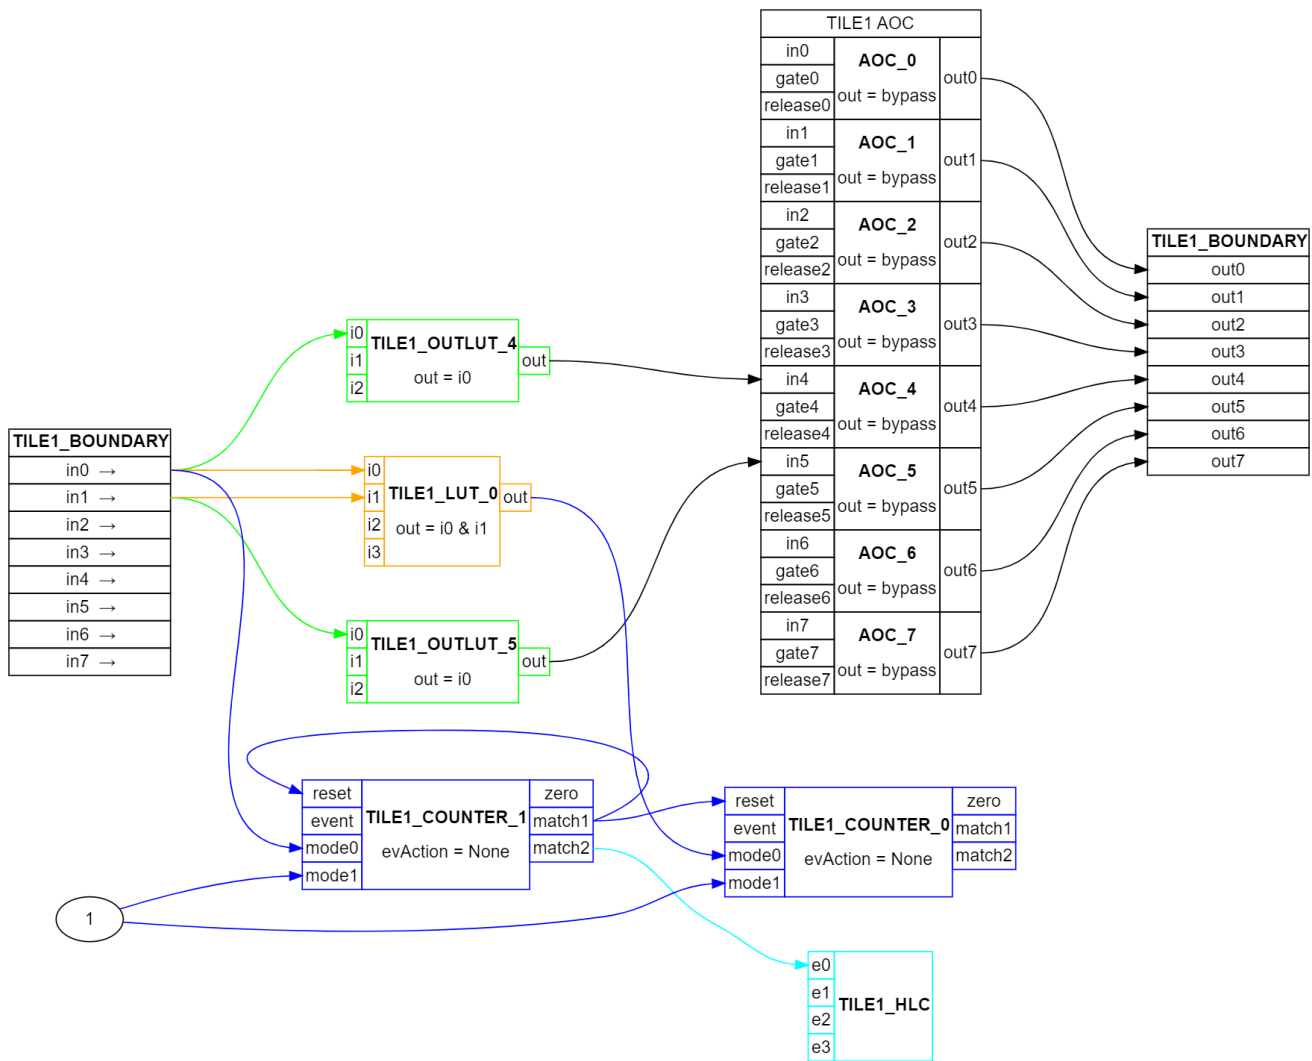 TILE1 AOC
in0
gate0
release0
AOC_0
out = bypass
out0
in1
gate1
release1
AOC_1
out = bypass
out1
in2
gate2
release2
AOC_2
out = bypass
out2
in3
gate3
release3
AOC_3
out = bypass
out3
in4
gate4
release4
AOC_4
out = bypass
out4
in5
gate5
release5
AOC_5
out = bypass
out5
in6
gate6
release6
AOC_6
out = bypass
out6
in7
gate7
release7
AOC_7
out = bypass
out7
TILE1_BOUNDARY
out0
out1
out2
out3
out4
out5
out6
out7
i0
i1
i2
TILE1_OUTLUT_4
out = i0
out
TILE1_BOUNDARY
in0 →
in1 →
in2 →
in3 →
in4 →
in5 →
in6 →
in7 →
i0
i1
i2
i3
TILE1_LUT_0
out = i0 & i1
out
i0
i1
i2
TILE1_OUTLUT_5
out = i0
out
reset
event
mode0
mode1
TILE1_COUNTER_1
evAction = None
zero
match1
match2
reset
event
mode0
mode1
TILE1_COUNTER_0
evAction = None
zero
match1
match2
1
e0
e1
e2
e3
TILE1_HLC